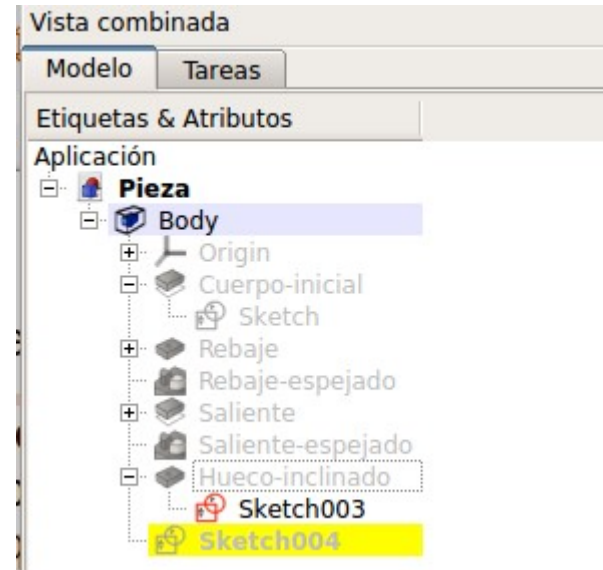 Vista combinada
Modelo Tareas
Etiquetas & Atributos
Aplicación
Pieza
Body
Origin
Cuerpo-inicial
Sketch
Rebaje
Rebaje-espejado
Saliente
Saliente-espejado
Hueco-inclinado
Sketch003
Sketch004